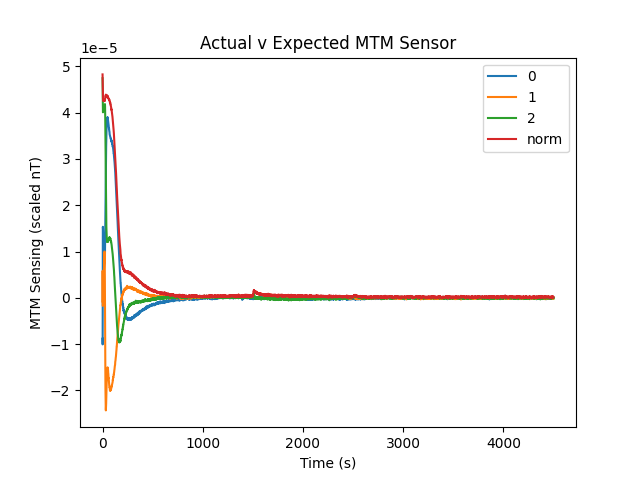 Actual v Expected MTM Sensor
1e−5
5
4
3
2
1
0
−1
−2
MTM Sensing (scaled nT)
0
1
2
norm
0 1000 2000 3000 4000
Time (s)